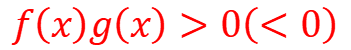 f(x)g(x) > 0(< 0)